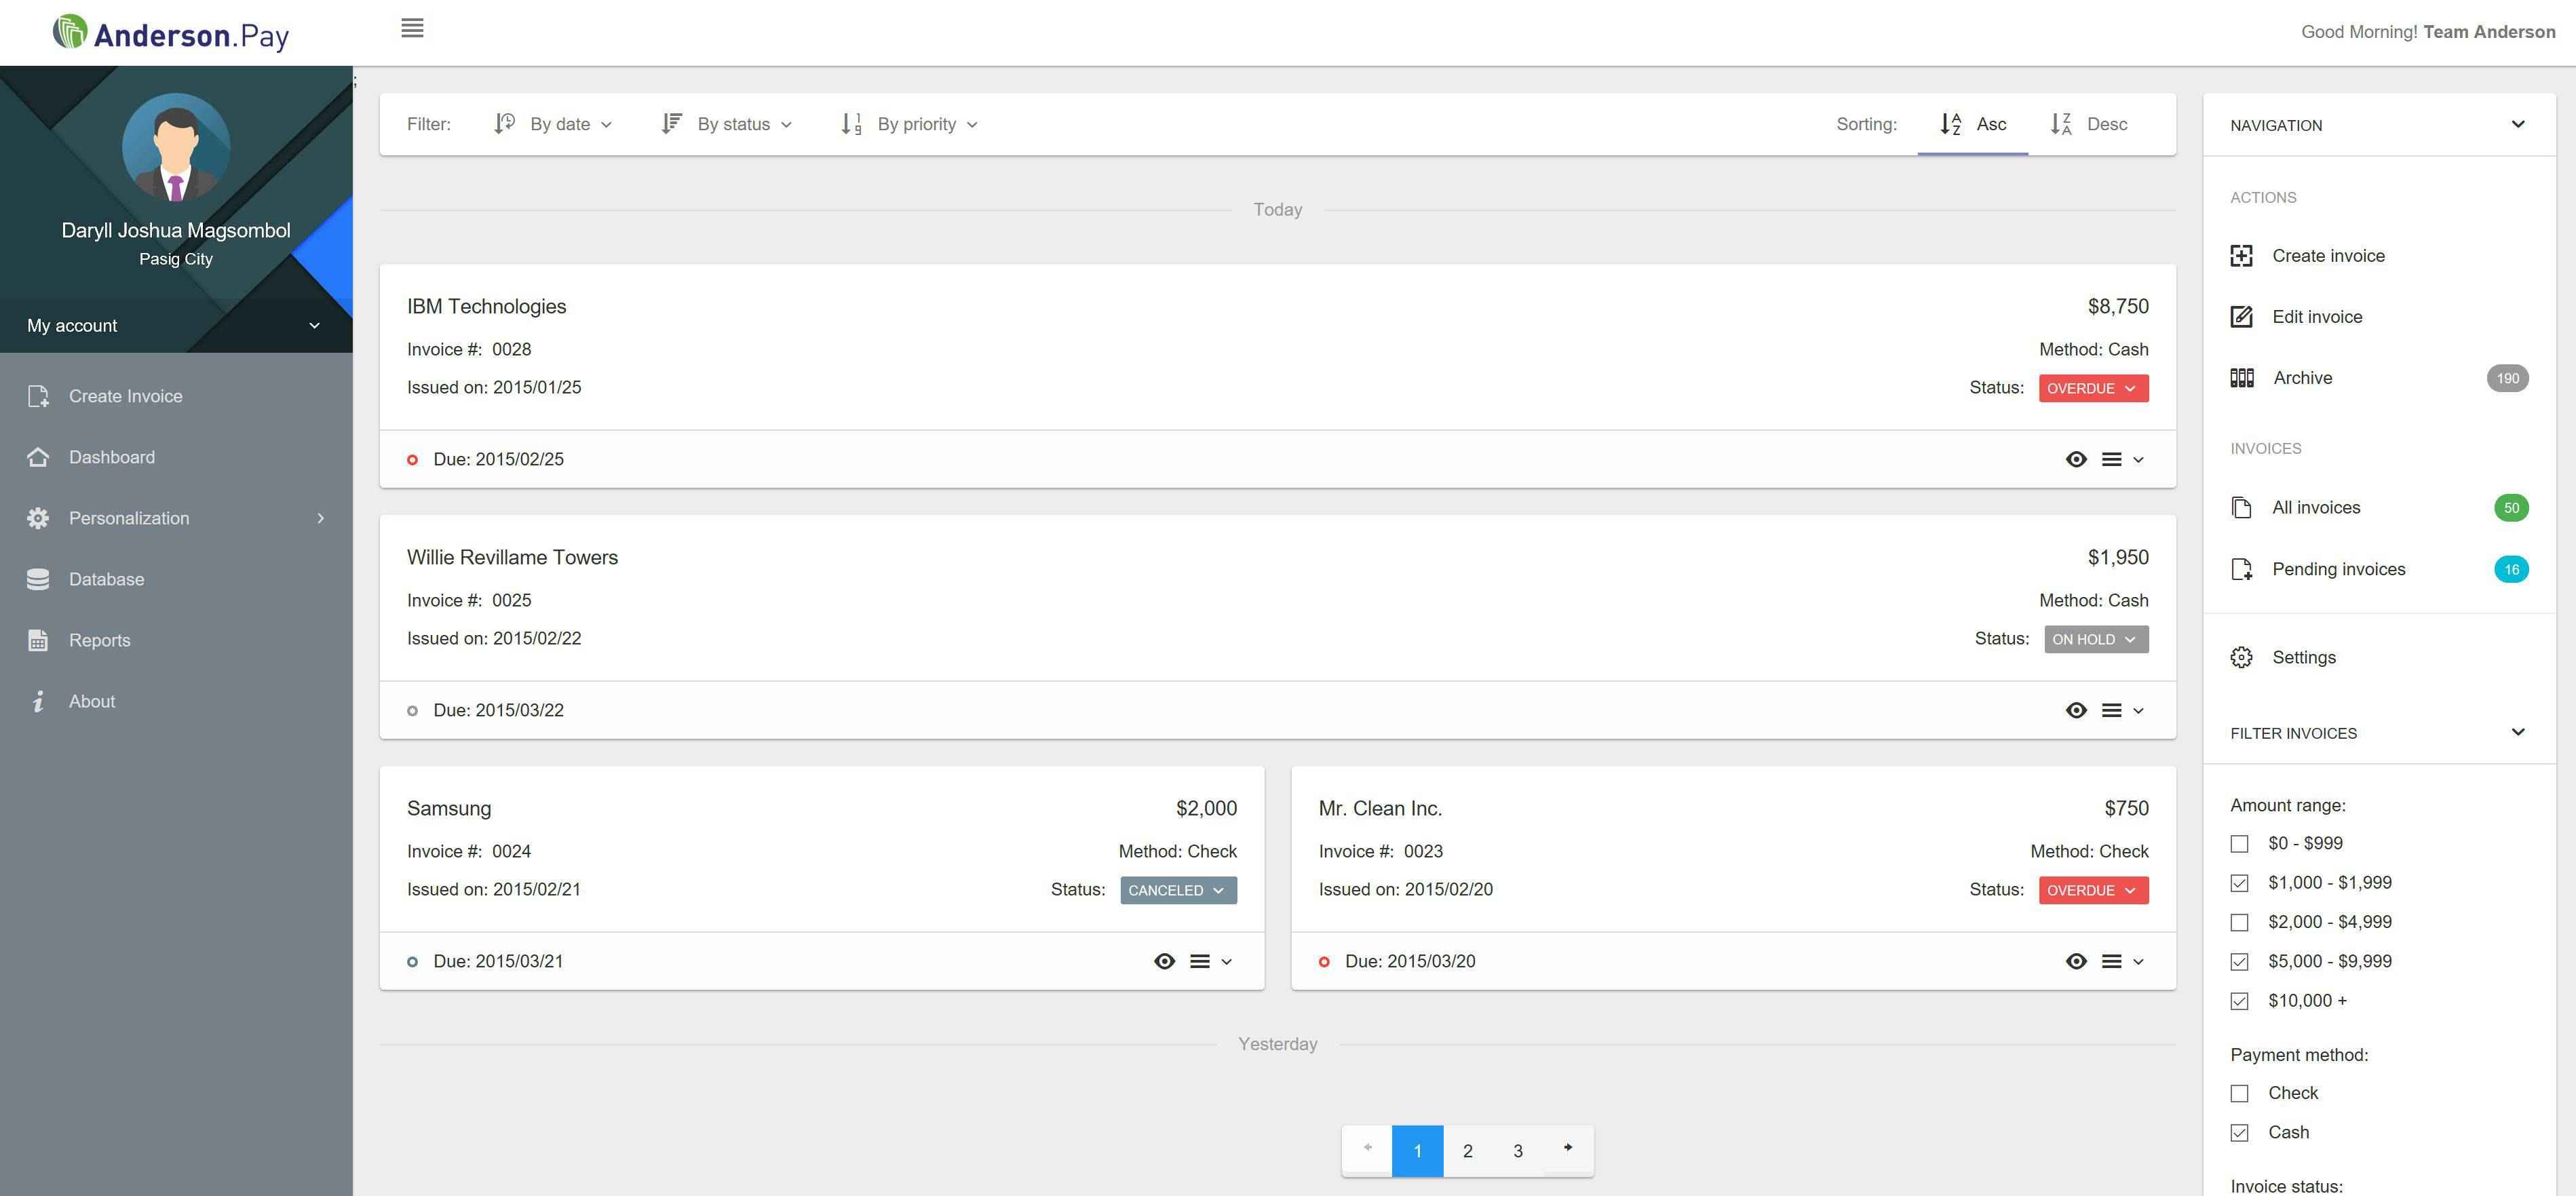 Anderson.Pay
Good Morning! Team Anderson
;
Daryll Joshua Magsombol
Pasig City
My account
Create Invoice
Dashboard
Personalization
Database
Reports
About
Filter: By date By status By priority Sorting: Asc Desc
Today
IBM Technologies $8,750
Invoice #: 0028 Method: Cash
Issued on: 2015/01/25 Status: OVERDUE
Due: 2015/02/25
Willie Revillame Towers $1,950
Invoice #: 0025 Method: Cash
Issued on: 2015/02/22 Status: ON HOLD
Due: 2015/03/22
Samsung $2,000
Invoice #: 0024 Method: Check
Issued on: 2015/02/21 Status: CANCELED
Due: 2015/03/21
Mr. Clean Inc. $750
Invoice #: 0023 Method: Check
Issued on: 2015/02/20 Status: OVERDUE
Due: 2015/03/20
Yesterday
1 2 3
NAVIGATION
ACTIONS
Create invoice
Edit invoice
Archive 190
INVOICES
All invoices 50
Pending invoices 16
Settings
FILTER INVOICES
Amount range:
$0 - $999
$1,000 - $1,999
$2,000 - $4,999
$5,000 - $9,999
$10,000 +
Payment method:
Check
Cash
Invoice status: